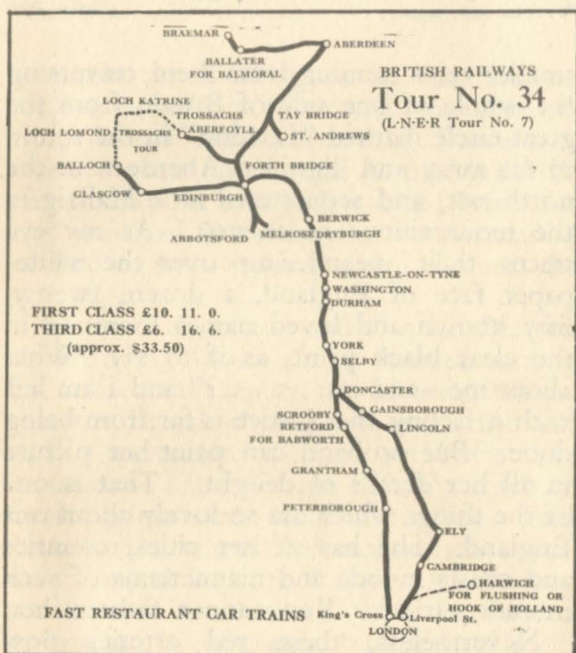 BRAEMAR
ABERDEEN
BALLATER
FOR BALMORAL
BRITISH RAILWAYS
Tour No. 34
(L·N·E·R Tour No. 7)
LOCH KATRINE
TROSSACHS
ABERFOYLE
TAY BRIDGE
LOCH LOMOND
TROSSACHS
TOUR
ST. ANDREWS
BALLOCH
FORTH BRIDGE
GLASGOW
EDINBURGH
BERWICK
ABBOTSFORD
MELROSE
DRYBURGH
NEWCASTLE-ON-TYNE
WASHINGTON
DURHAM
FIRST CLASS £10. 11. 0.
THIRD CLASS £6. 16. 0.
(approx. $33.50)
YORK
SELBY
DONCASTER
GAINSBOROUGH
SCROOBY
RETFORD
FOR BABWORTH
LINCOLN
GRANTHAM
PETERBOROUGH
ELY
CAMBRIDGE
HARWICH
FOR FLUSHING OR
HOOK OF HOLLAND
FAST RESTAURANT CAR TRAINS
King's Cross
Liverpool St.
LONDON